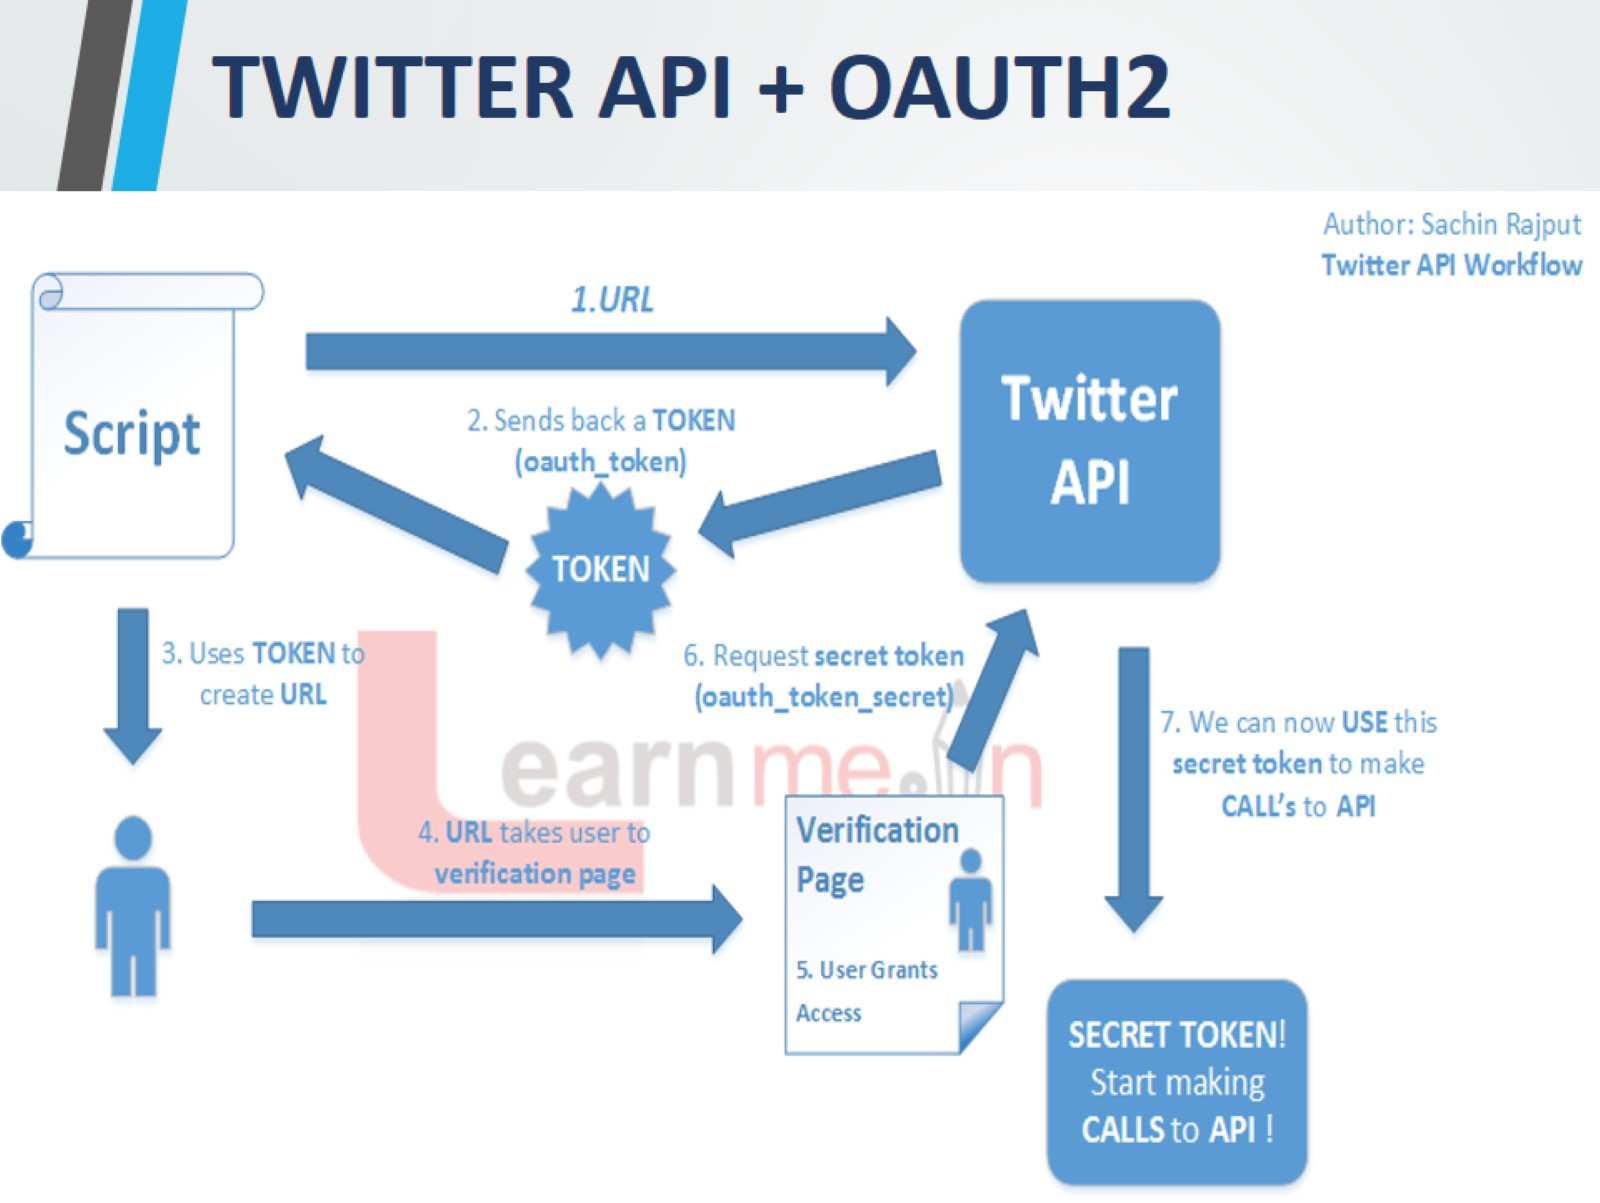 TWITTER API + OAUTH2
Author: Sachin Rajput
Twitter API Workflow
1.URL
Script
Twitter
API
2. Sends back a TOKEN
(oauth_token)
TOKEN
3. Uses TOKEN to
create URL
6. Request secret token
(oauth_token_secret)
7. We can now USE this
secret token to make
CALL's to API
Learnme.in
4. URL takes user to
verification page
Verification
Page
5. User Grants
Access
SECRET TOKEN!
Start making
CALLS to API !